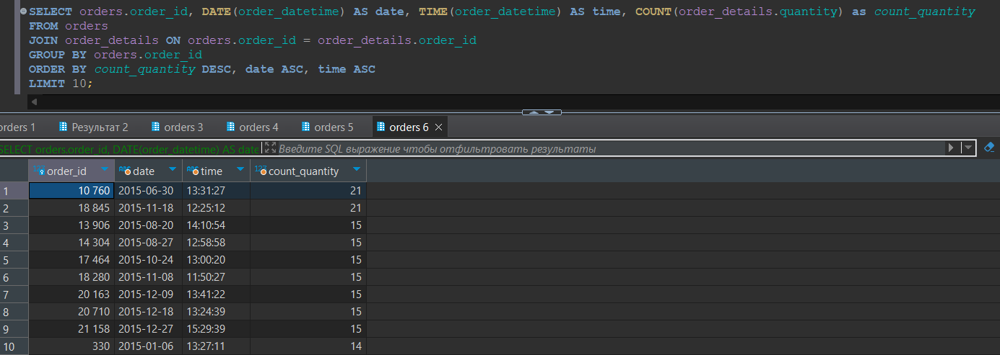 SELECT orders.order_id, DATE(order_datetime) AS date, TIME(order_datetime) AS time, COUNT(order_details.quantity) as count_quantity
FROM orders
JOIN order_details ON orders.order_id = order_details.order_id
GROUP BY orders.order_id
ORDER BY count_quantity DESC, date ASC, time ASC
LIMIT 10;
orders 1 Результат 2 orders 3 orders 4 orders 5 orders 6
SELECT orders.order_id, DATE(order_datetime) AS date Введите SQL выражение чтобы отфильтровать результаты
123 order_id ABC date ABC time 123 count_quantity
1 10 760 2015-06-30 13:31:27 21
2 18 845 2015-11-18 12:25:12 21
3 13 906 2015-08-20 14:10:54 15
4 14 304 2015-08-27 12:58:58 15
5 17 464 2015-10-24 13:00:20 15
6 18 280 2015-11-08 11:50:27 15
7 20 163 2015-12-09 13:41:22 15
8 20 710 2015-12-18 13:24:39 15
9 21 158 2015-12-27 15:29:39 15
10 330 2015-01-06 13:27:11 14